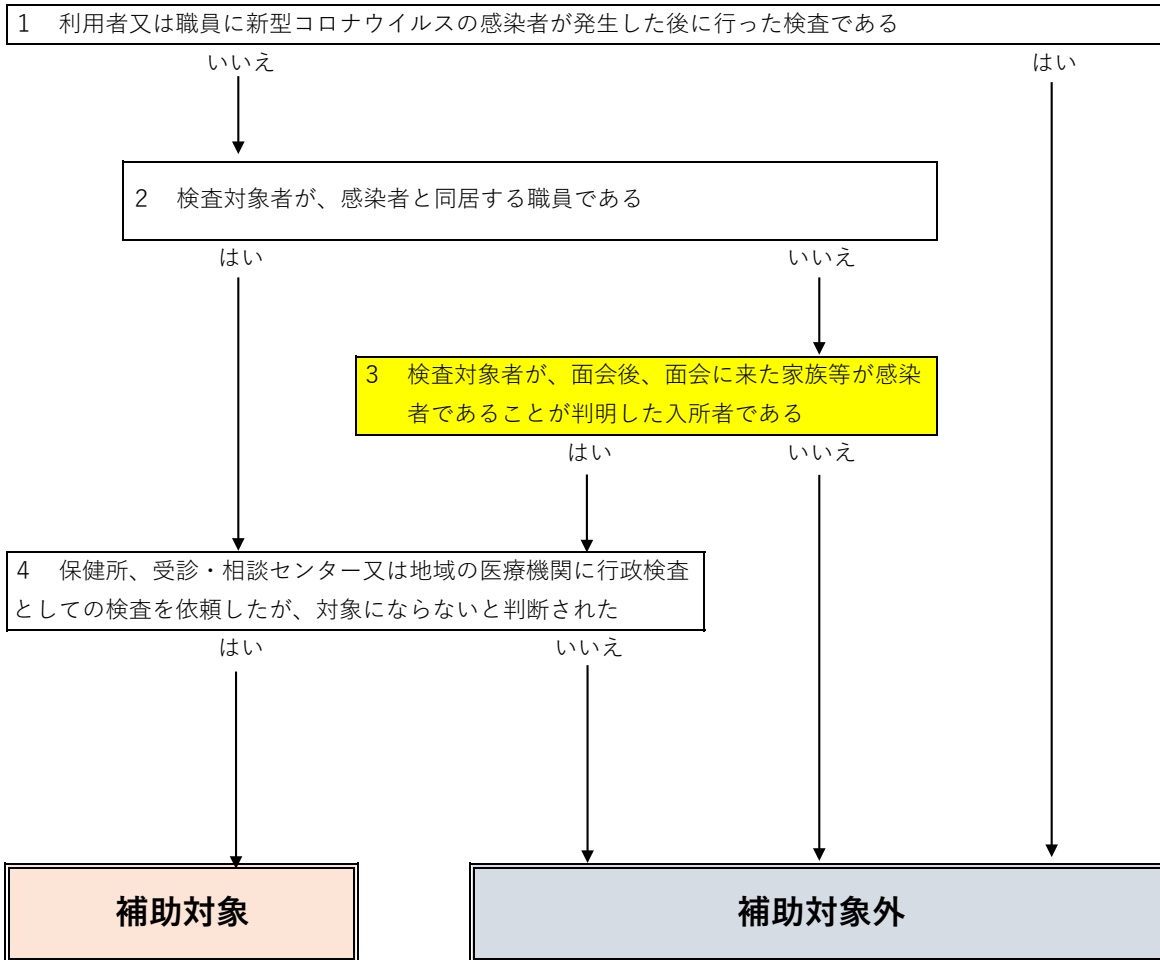 1　利用者又は職員に新型コロナウイルスの感染者が発生した後に行った検査である
いいえ
はい
2　検査対象者が、感染者と同居する職員である
はい
いいえ
3　検査対象者が、面会後、面会に来た家族等が感染
者であることが判明した入所者である
はい
いいえ
4　保健所、受診・相談センター又は地域の医療機関に行政検査
としての検査を依頼したが、対象にならないと判断された
はい
いいえ
補助対象
補助対象外